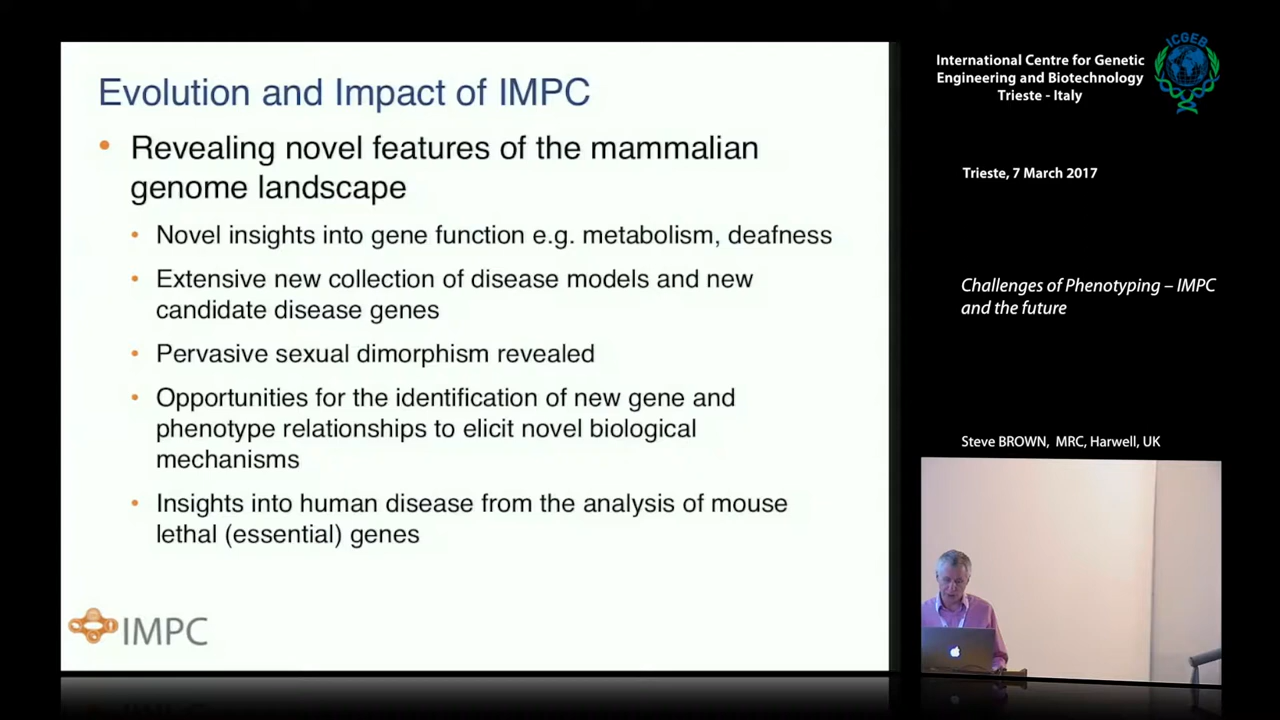 Evolution and Impact of IMPC
• Revealing novel features of the mammalian
genome landscape
• Novel insights into gene function e.g. metabolism, deafness
• Extensive new collection of disease models and new
candidate disease genes
• Pervasive sexual dimorphism revealed
• Opportunities for the identification of new gene and
phenotype relationships to elicit novel biological
mechanisms
• Insights into human disease from the analysis of mouse
lethal (essential) genes
IMPC
International Centre for Genetic
Engineering and Biotechnology
Trieste - Italy
ICGEB
Trieste, 7 March 2017
Challenges of Phenotyping – IMPC
and the future
Steve BROWN, MRC, Harwell, UK